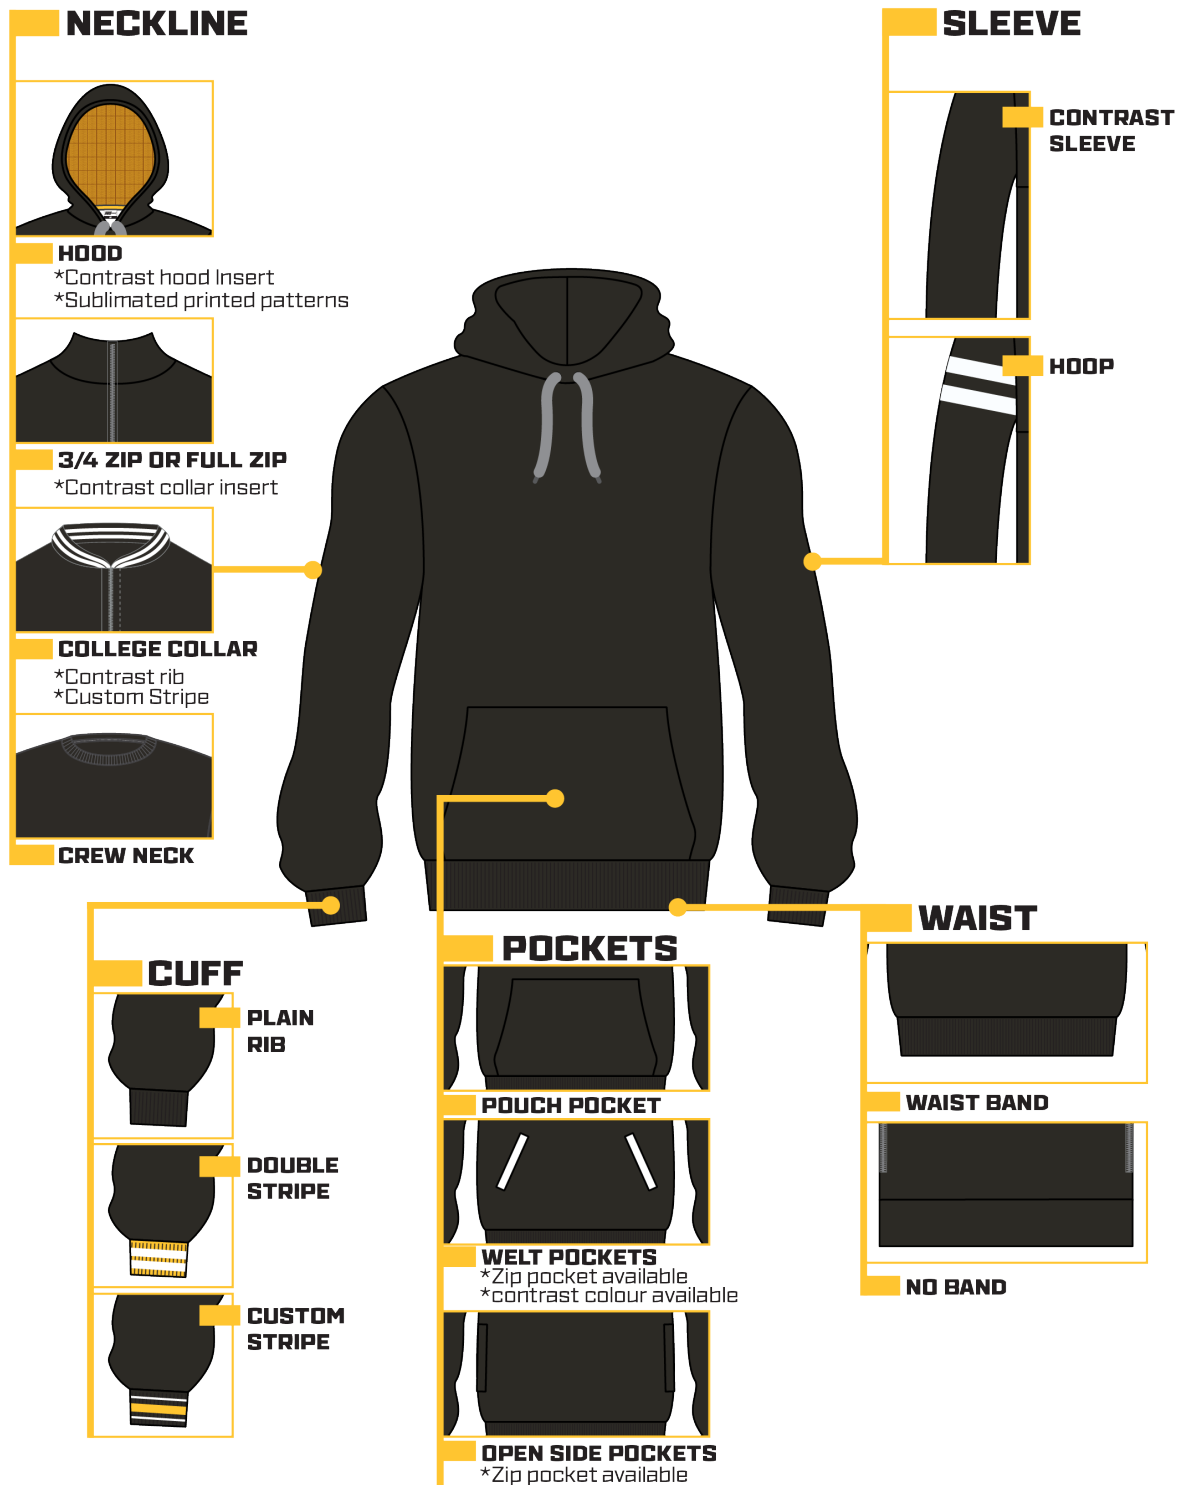 NECKLINE
HOOD
*Contrast hood Insert
*Sublimated printed patterns
3/4 ZIP OR FULL ZIP
*Contrast collar insert
COLLEGE COLLAR
*Contrast rib
*Custom Stripe
CREW NECK
SLEEVE
CONTRAST
SLEEVE
HOOP
CUFF
PLAIN
RIB
DOUBLE
STRIPE
CUSTOM
STRIPE
POCKETS
POUCH POCKET
WELT POCKETS
*Zip pocket available
*contrast colour available
OPEN SIDE POCKETS
*Zip pocket available
WAIST
WAIST BAND
NO BAND